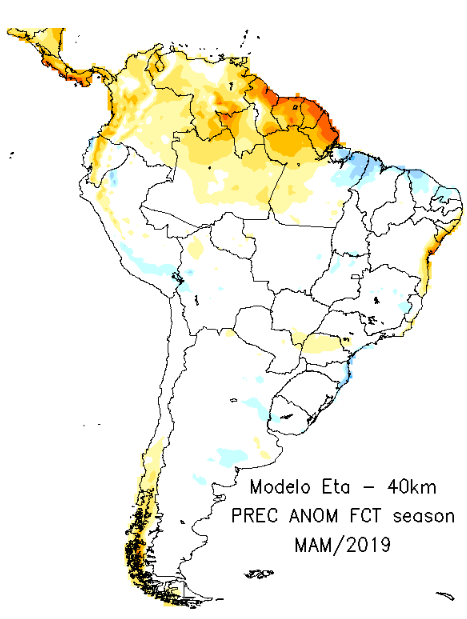 Modelo Eta – 40km
PREC ANOM FCT season
MAM/2019